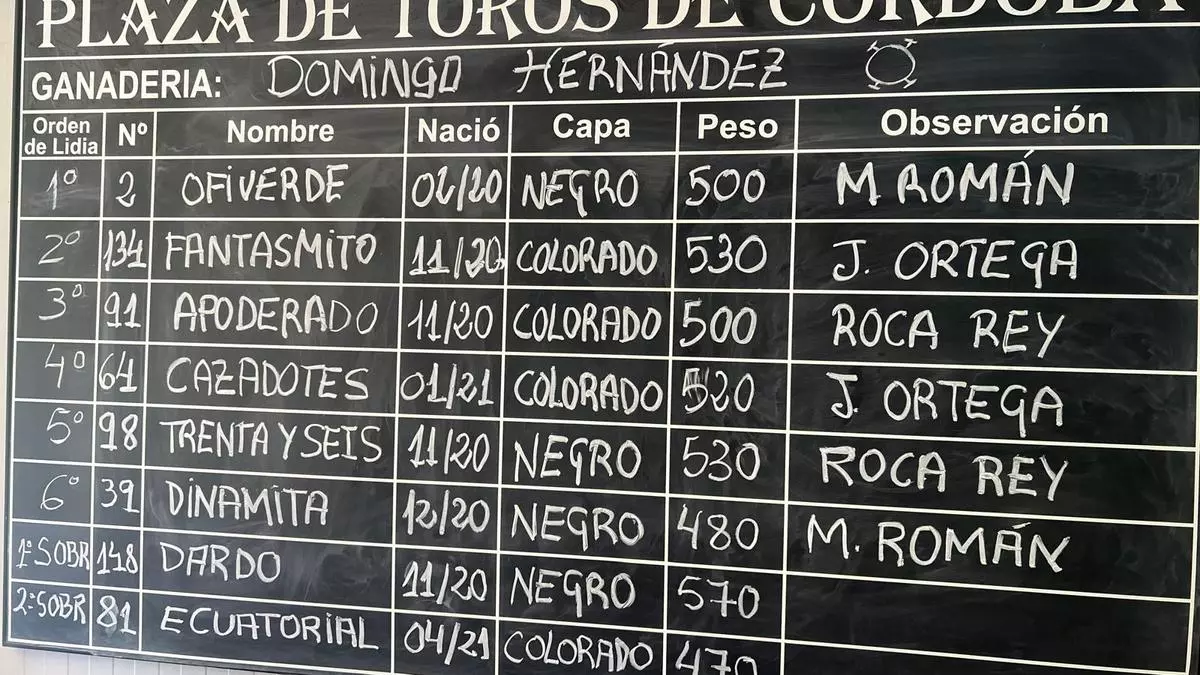 PLAZA DE TOROS DE CÓRDOBA
GANADERIA: DOMINGO HERNÁNDEZ
Orden de Lidia Nº Nombre Nació Capa Peso Observación
1º 2 OFIVERDE 02/20 NEGRO 500 M ROMÁN
2º 134 FANTASMITO 11/20 COLORADO 530 J. ORTEGA
3º 91 APODERADO 11/20 COLORADO 500 ROCA REY
4º 64 CAZADOTES 01/21 COLORADO 520 J. ORTEGA
5º 98 TRENTA Y SEIS 11/20 NEGRO 530 ROCA REY
6º 39 DINAMITA 12/20 NEGRO 480 M. ROMÁN
1º SOBR 148 DARDO 11/20 NEGRO 570
2º SOBR 81 ECUATORIAL 04/21 COLORADO 470